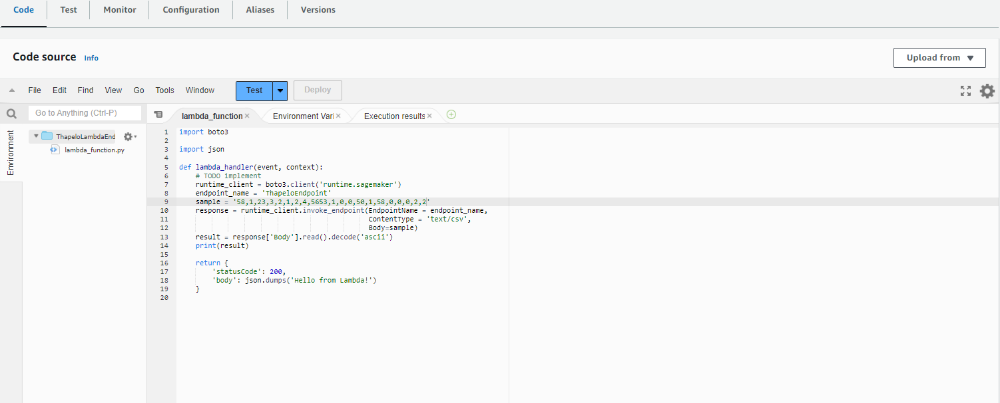 Code Test Monitor Configuration Aliases Versions
Code source Info
Upload from
File Edit Find View Go Tools Window Test Deploy
Go to Anything (Ctrl-P)
lambda_function × Environment Vari × Execution results ×
Environment
ThapeloLambdaEnd
lambda_function.py
1 import boto3
2
3 import json
4
5 def lambda_handler(event, context):
6 # TODO implement
7 runtime_client = boto3.client('runtime.sagemaker')
8 endpoint_name = 'ThapeloEndpoint'
9 sample = '58,1,23,3,2,1,2,4,5653,1,0,0,50,1,58,0,0,0,2,2'
10 response = runtime_client.invoke_endpoint(EndpointName = endpoint_name,
11 ContentType = 'text/csv',
12 Body=sample)
13 result = response['Body'].read().decode('ascii')
14 print(result)
15
16 return {
17 'statusCode': 200,
18 'body': json.dumps('Hello from Lambda!')
19 }
20